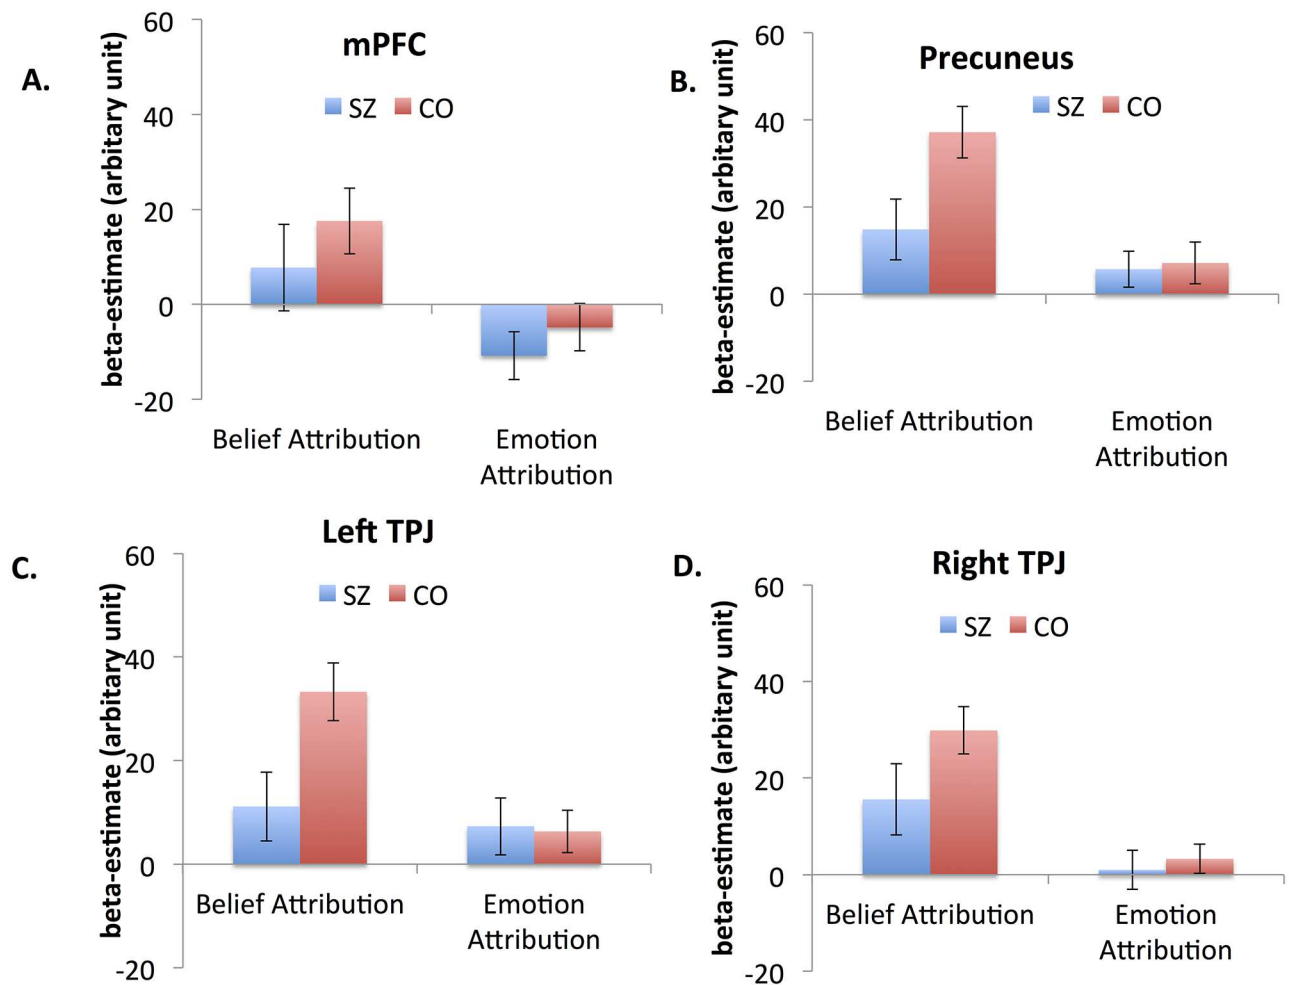 A.
mPFC
SZ CO
beta-estimate (arbitary unit)
60
40
20
0
-20
Belief Attribution
Emotion
Attribution
B.
Precuneus
SZ CO
beta-estimate (arbitrary unit)
60
40
20
0
-20
Belief Attribution
Emotion
Attribution
C.
Left TPJ
SZ CO
beta-estimate (arbitary unit)
60
40
20
0
-20
Belief Attribution
Emotion
Attribution
D.
Right TPJ
SZ CO
beta-estimate (arbitary unit)
60
40
20
0
-20
Belief Attribution
Emotion
Attribution